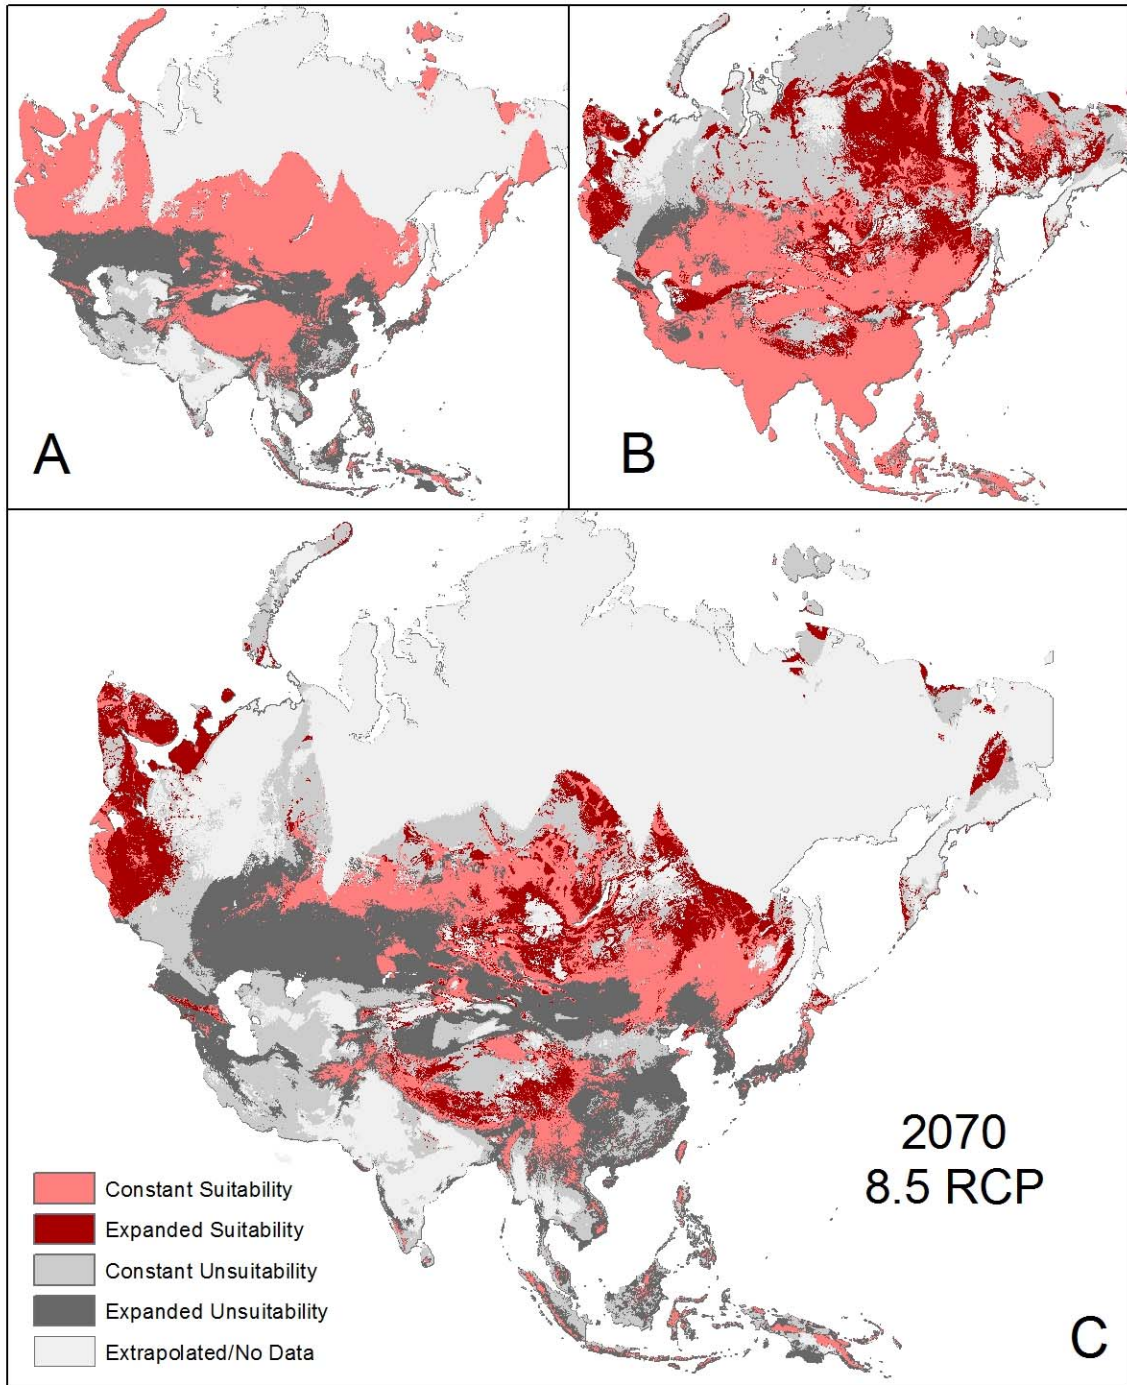 A
B
2070
8.5 RCP
Constant Suitability
Expanded Suitability
Constant Unsuitability
Expanded Unsuitability
Extrapolated/No Data
C